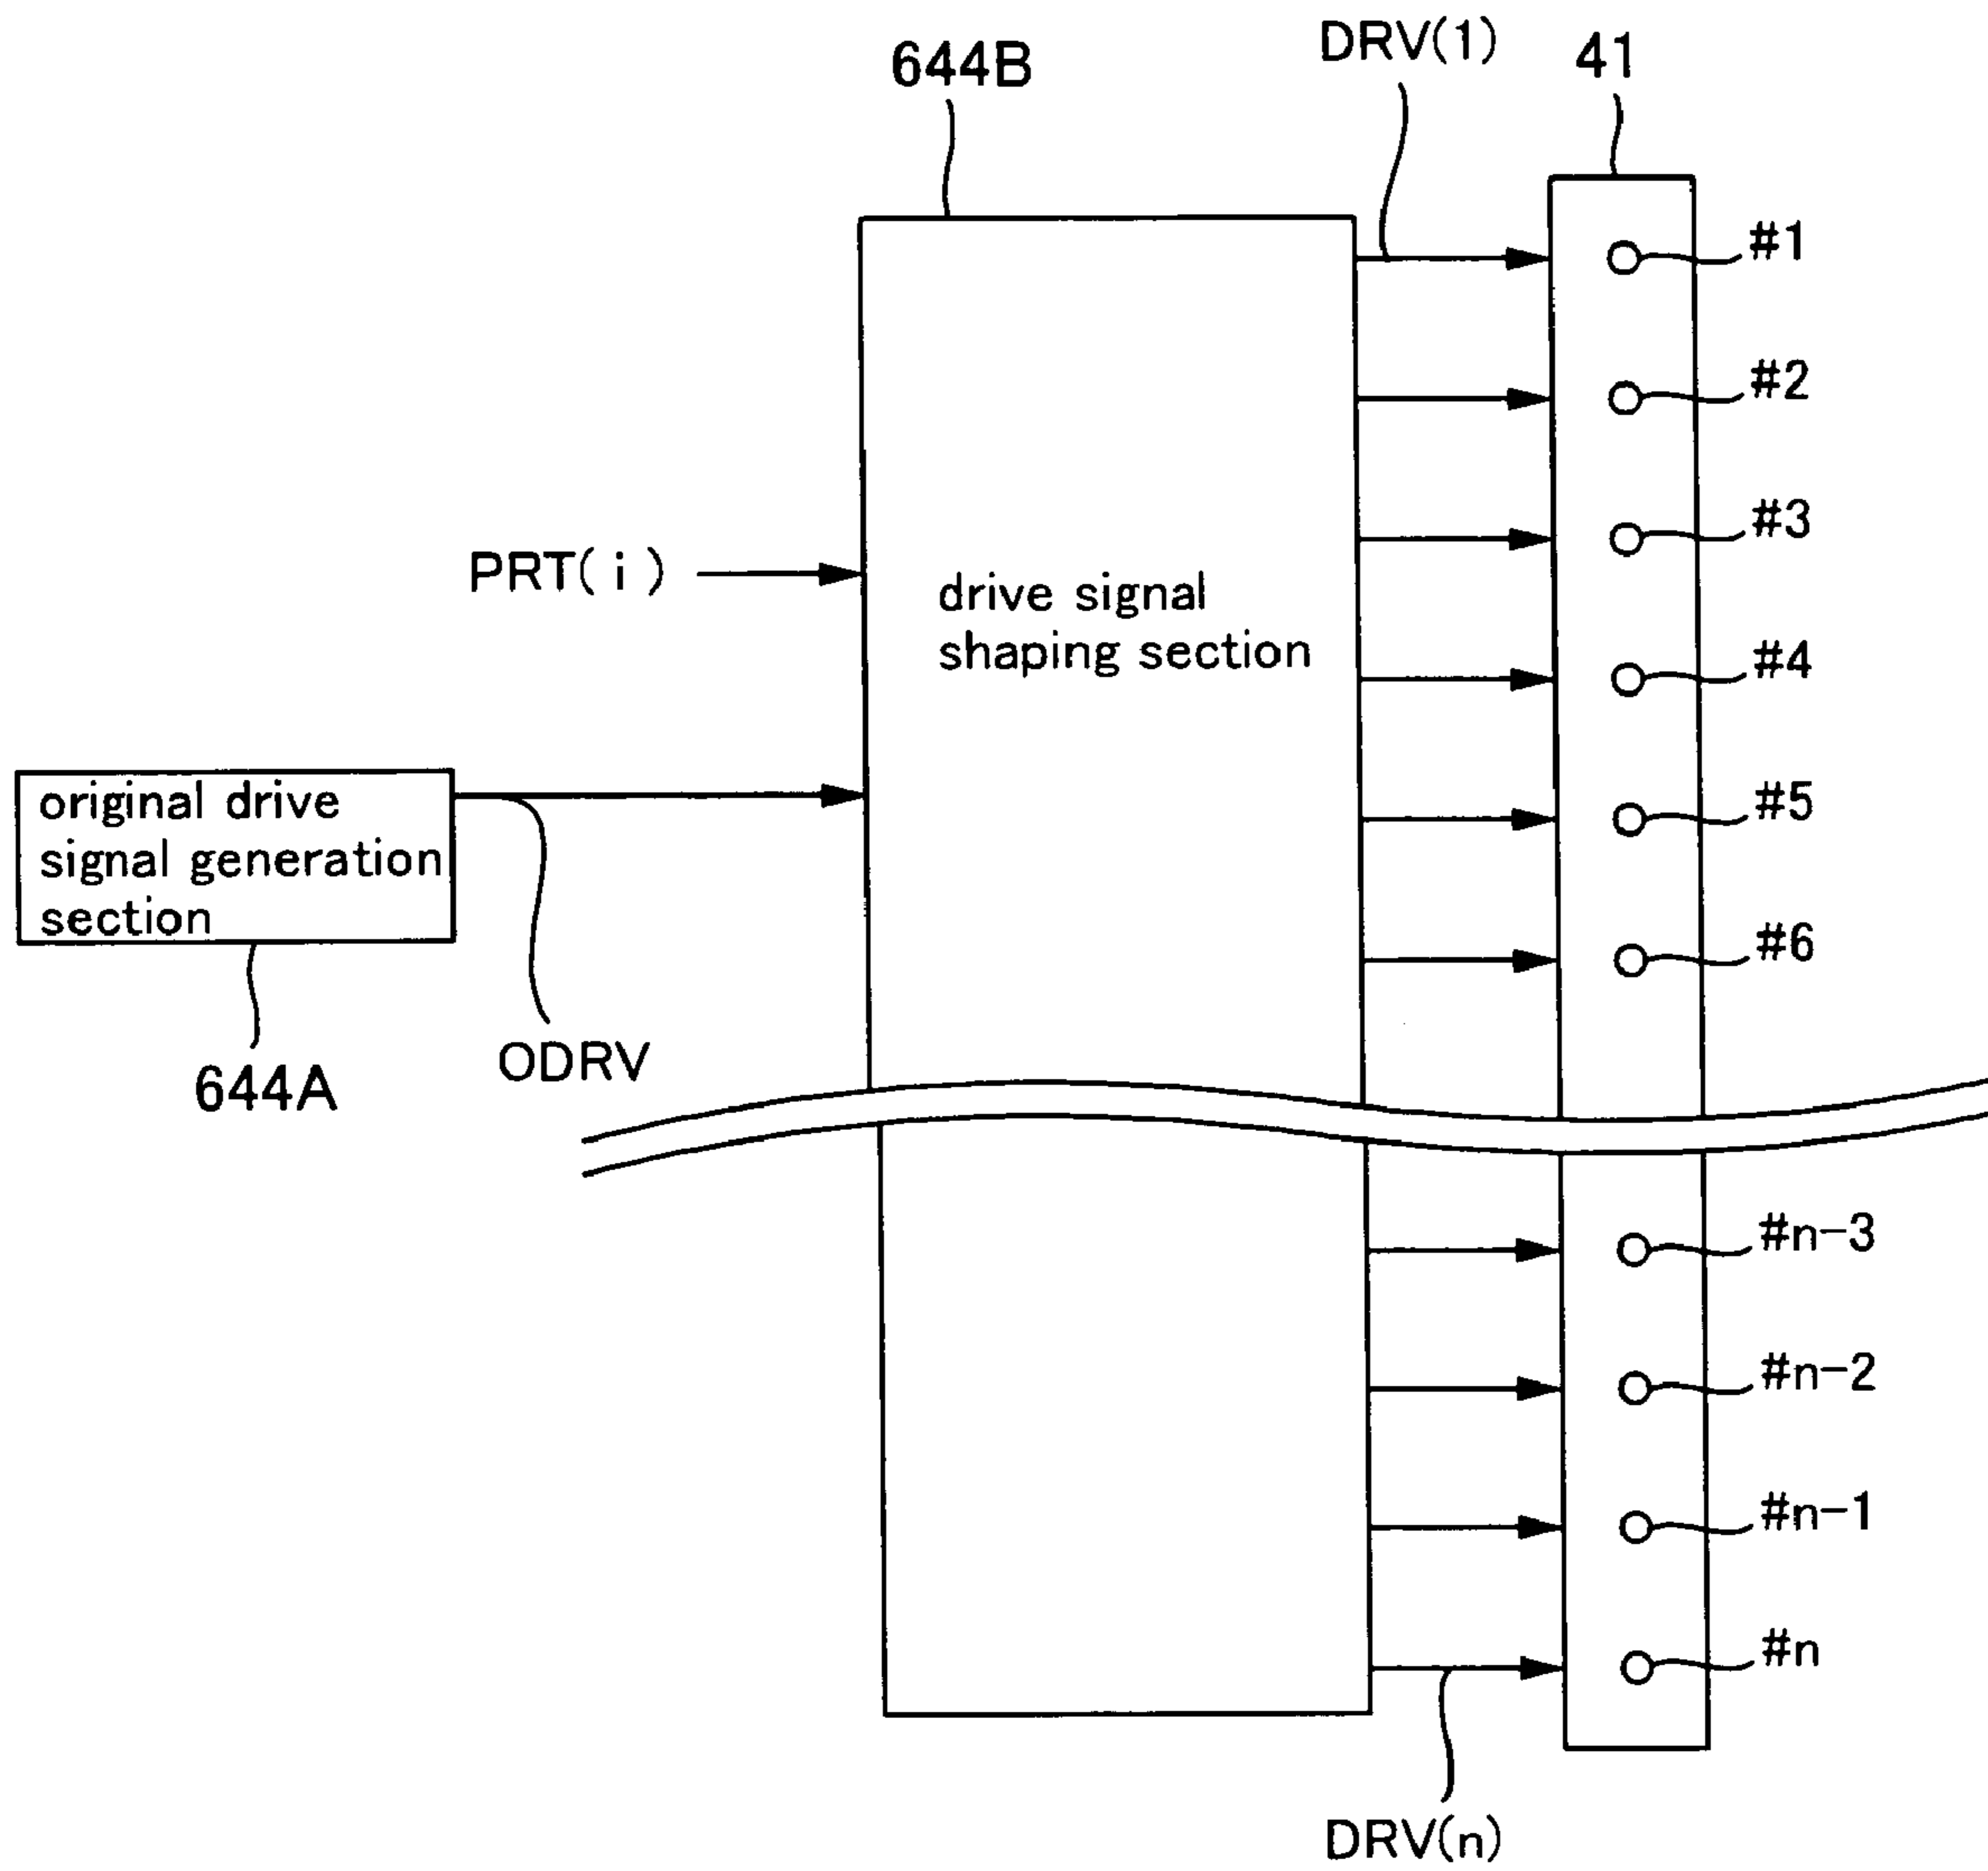 DRV(1)
644B
41
#1
#2
#3
PRT( i )
drive signal
shaping section
#4
original drive
signal generation
section
#5
#6
ODRV
644A
#n-3
#n-2
#n-1
#n
DRV(n)